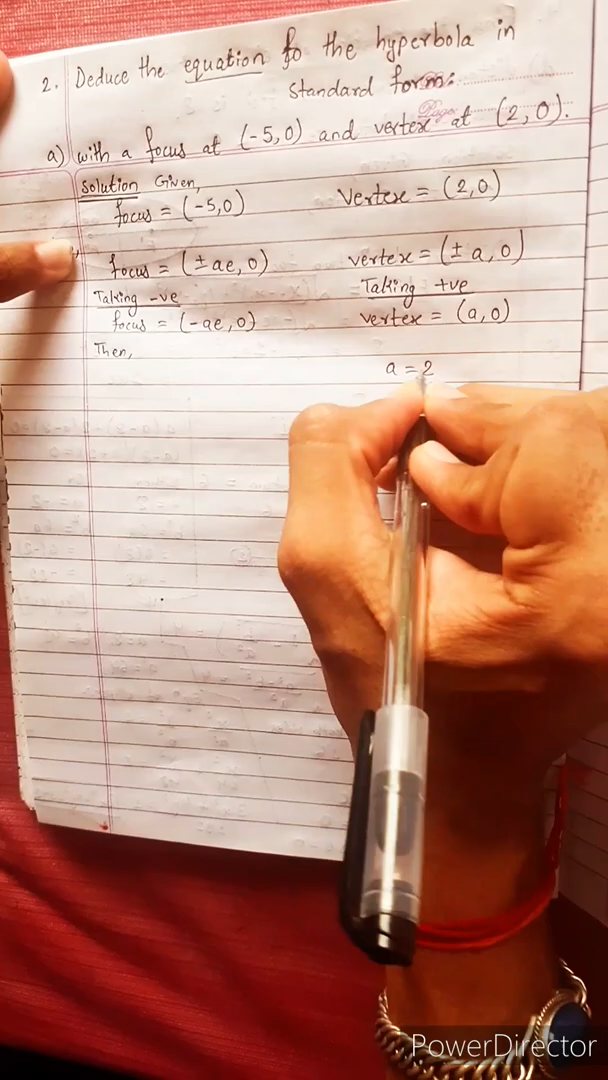 2. Deduce the equation fo the hyperbola in
standard form:
Page:
a) with a focus at (-5,0) and vertex at (2,0).
Solution Given,
focus = (-5,0) Vertex = (2,0)
focus = (±ae,0) vertex = (±a,0)
Taking -ve Taking +ve
focus = (-ae,0) vertex = (a,0)
Then,
a = 2
PowerDirector